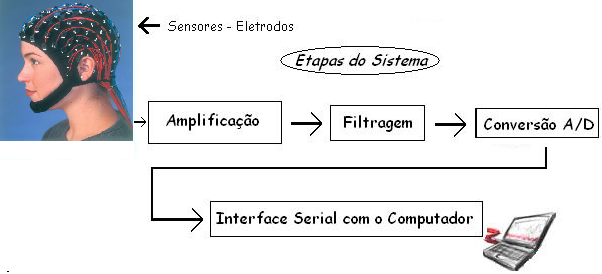 Sensores - Eletrodos
Etapas do Sistema
Amplificação
Filtragem
Conversão A/D
Interface Serial com o Computador